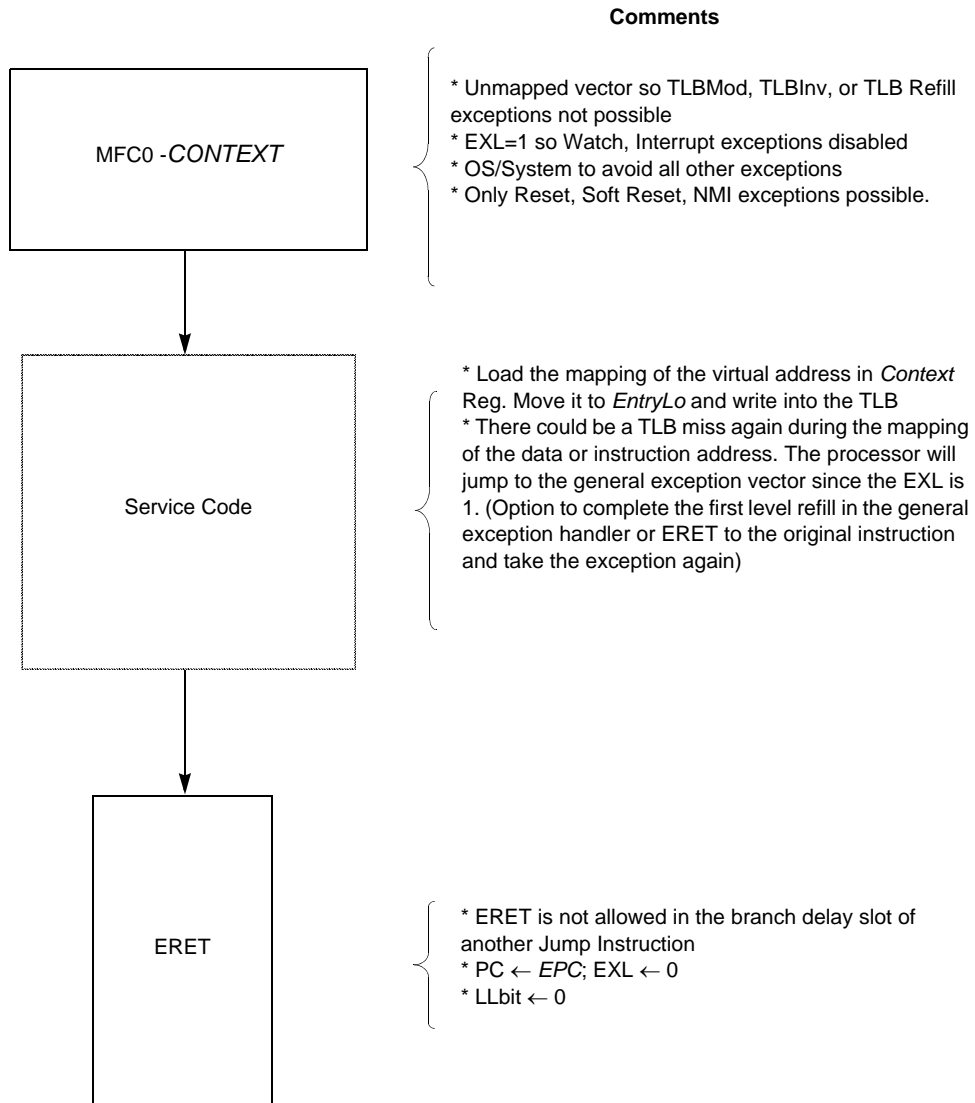 Comments
MFC0 -CONTEXT
* Unmapped vector so TLBMod, TLBInv, or TLB Refill
exceptions not possible
* EXL=1 so Watch, Interrupt exceptions disabled
* OS/System to avoid all other exceptions
* Only Reset, Soft Reset, NMI exceptions possible.
Service Code
* Load the mapping of the virtual address in Context
Reg. Move it to EntryLo and write into the TLB
* There could be a TLB miss again during the mapping
of the data or instruction address. The processor will
jump to the general exception vector since the EXL is
1. (Option to complete the first level refill in the general
exception handler or ERET to the original instruction
and take the exception again)
ERET
* ERET is not allowed in the branch delay slot of
another Jump Instruction
* PC ← EPC; EXL ← 0
* LLbit ← 0